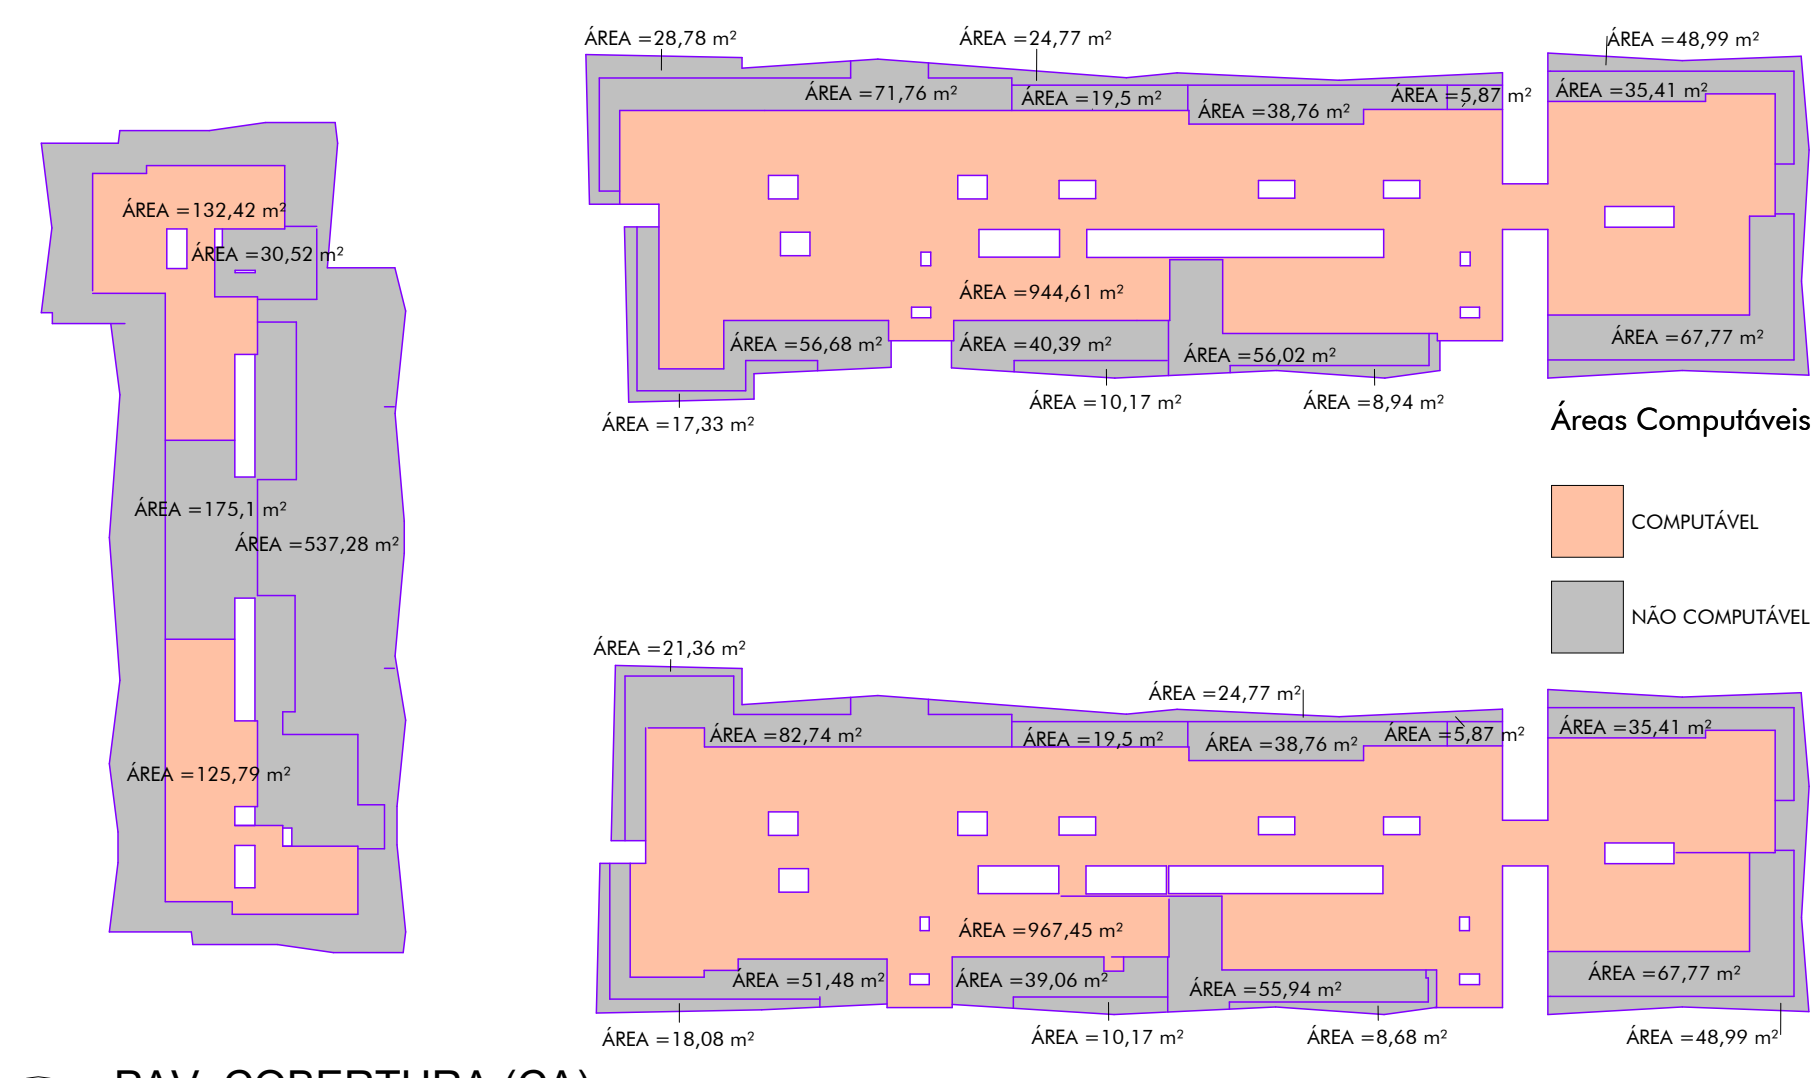 ÁREA =28,78 m²
ÁREA =24,77 m²
ÁREA =48,99 m²
ÁREA =71,76 m²
ÁREA =19,5 m²
ÁREA =38,76 m²
ÁREA =5,87 m²
ÁREA =35,41 m²
ÁREA =132,42 m²
ÁREA =30,52 m²
ÁREA =944,61 m²
ÁREA =56,68 m²
ÁREA =40,39 m²
ÁREA =56,02 m²
ÁREA =67,77 m²
ÁREA =17,33 m²
ÁREA =10,17 m²
ÁREA =8,94 m²
Áreas Computáveis
COMPUTÁVEL
NÃO COMPUTÁVEL
ÁREA =175,1 m²
ÁREA =537,28 m²
ÁREA =125,79 m²
ÁREA =21,36 m²
ÁREA =24,77 m²
ÁREA =82,74 m²
ÁREA =19,5 m²
ÁREA =38,76 m²
ÁREA =5,87 m²
ÁREA =35,41 m²
ÁREA =967,45 m²
ÁREA =51,48 m²
ÁREA =39,06 m²
ÁREA =55,94 m²
ÁREA =67,77 m²
ÁREA =18,08 m²
ÁREA =10,17 m²
ÁREA =8,68 m²
ÁREA =48,99 m²
PAV. COBERTURA (CA)